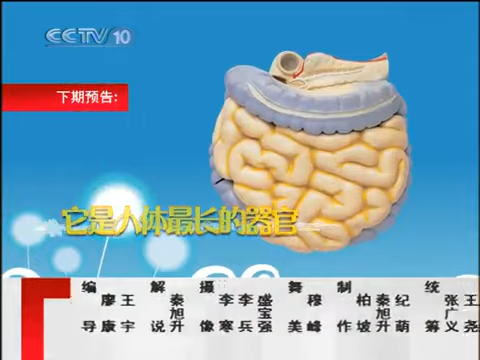 CCTV 10
下期预告:
它是人体最长的器官
编导
廖康
王宇
解说
秦旭升
摄像
李寒
李兵
盛宝强
舞美
穆峰
制作
柏坡
秦旭升
纪萌
统筹
张广义
王尧